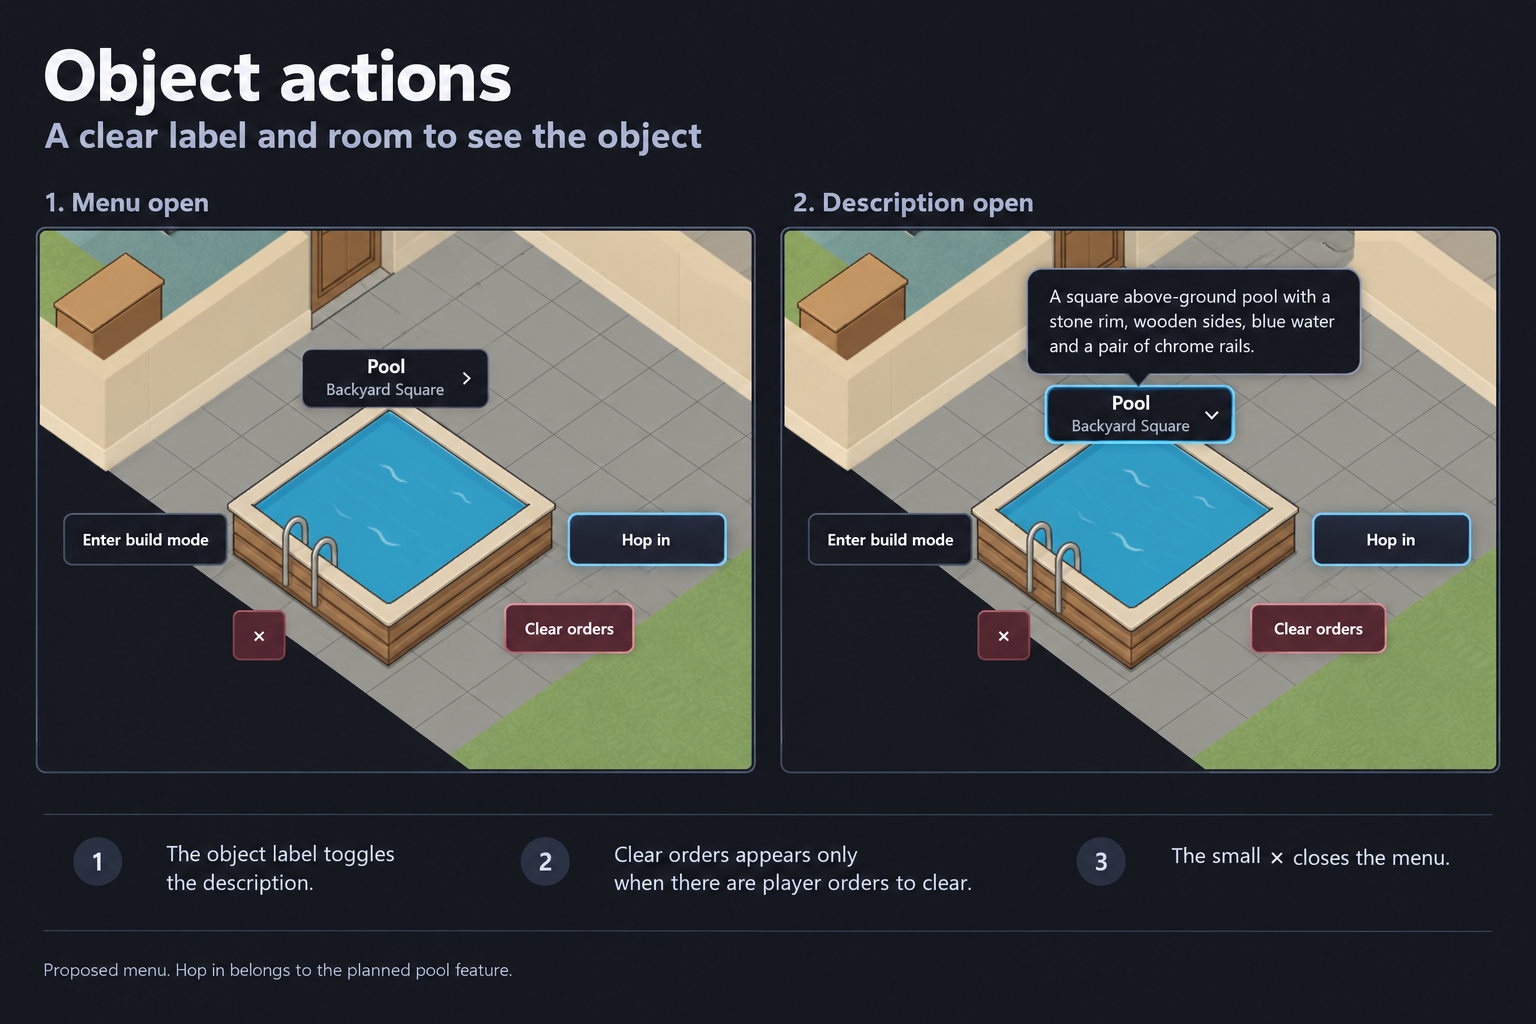 Object actions
A clear label and room to see the object
1. Menu open
Pool
Backyard Square
Enter build mode
Hop in
×
Clear orders
2. Description open
A square above-ground pool with a
stone rim, wooden sides, blue water
and a pair of chrome rails.
Pool
Backyard Square
Enter build mode
Hop in
×
Clear orders
1
The object label toggles
the description.
2
Clear orders appears only
when there are player orders to clear.
3
The small × closes the menu.
Proposed menu. Hop in belongs to the planned pool feature.